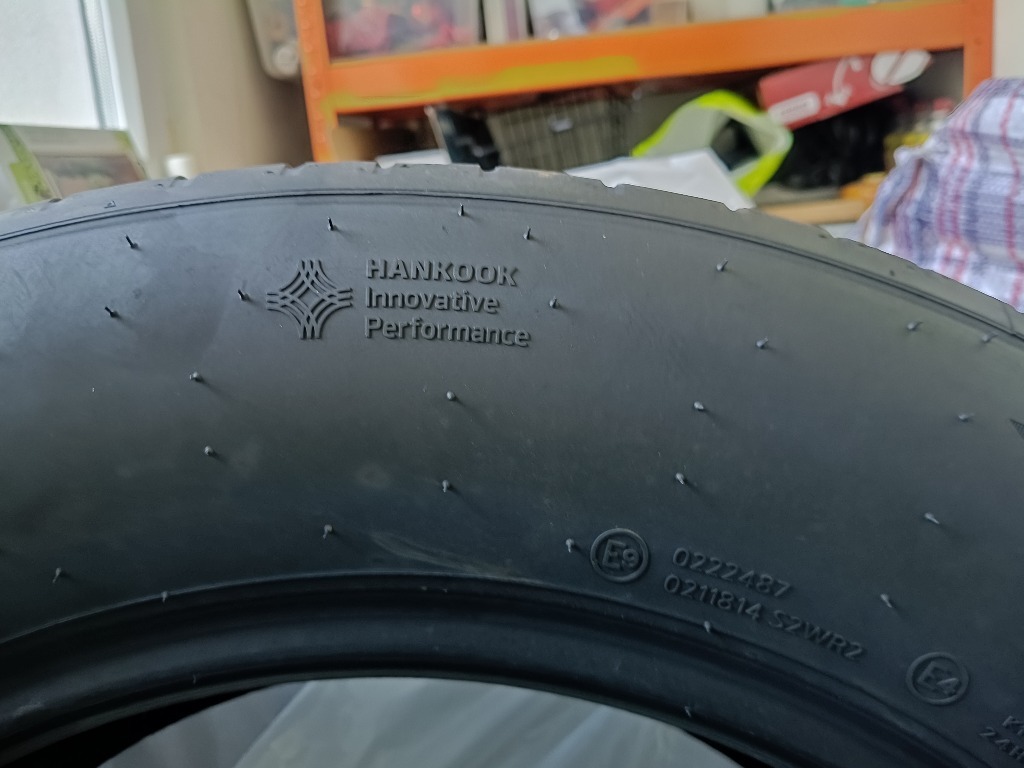 HANKOOK
Innovative
Performance
E9
0222487
0211814 S2WR2
E4